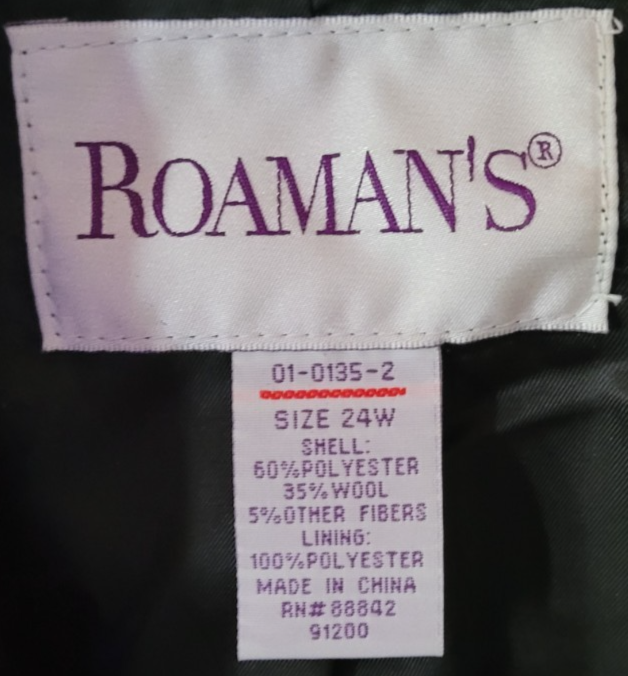 ROAMAN'S®
01-0135-2
SIZE 24W
SHELL:
60%POLYESTER
35%WOOL
5%OTHER FIBERS
LINING:
100%POLYESTER
MADE IN CHINA
RN#88842
91200